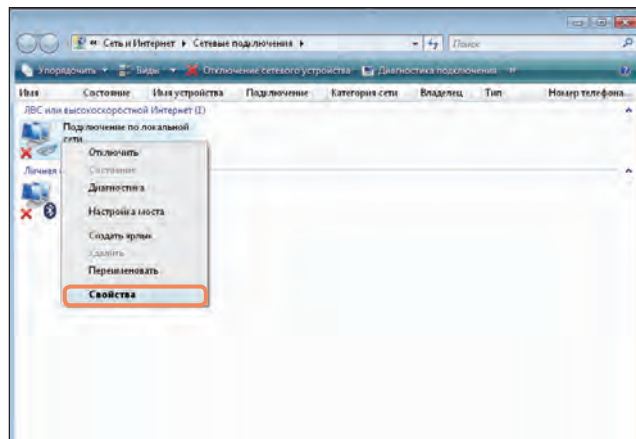 « Сеть и Интернет ▸ Сетевые подключения ▸
Поиск
Упорядочить Виды Отключение сетевого устройства Диагностика подключения »
Имя Состояние Имя устройства Подключение Категория сети Владелец Тип Номер телефона...
ЛВС или высокоскоростной Интернет (1)
Подключение по локальной
сети
Отключить
Состояние
Диагностика
Личная
Настройка моста
Создать ярлык
Удалить
Переименовать
Свойства